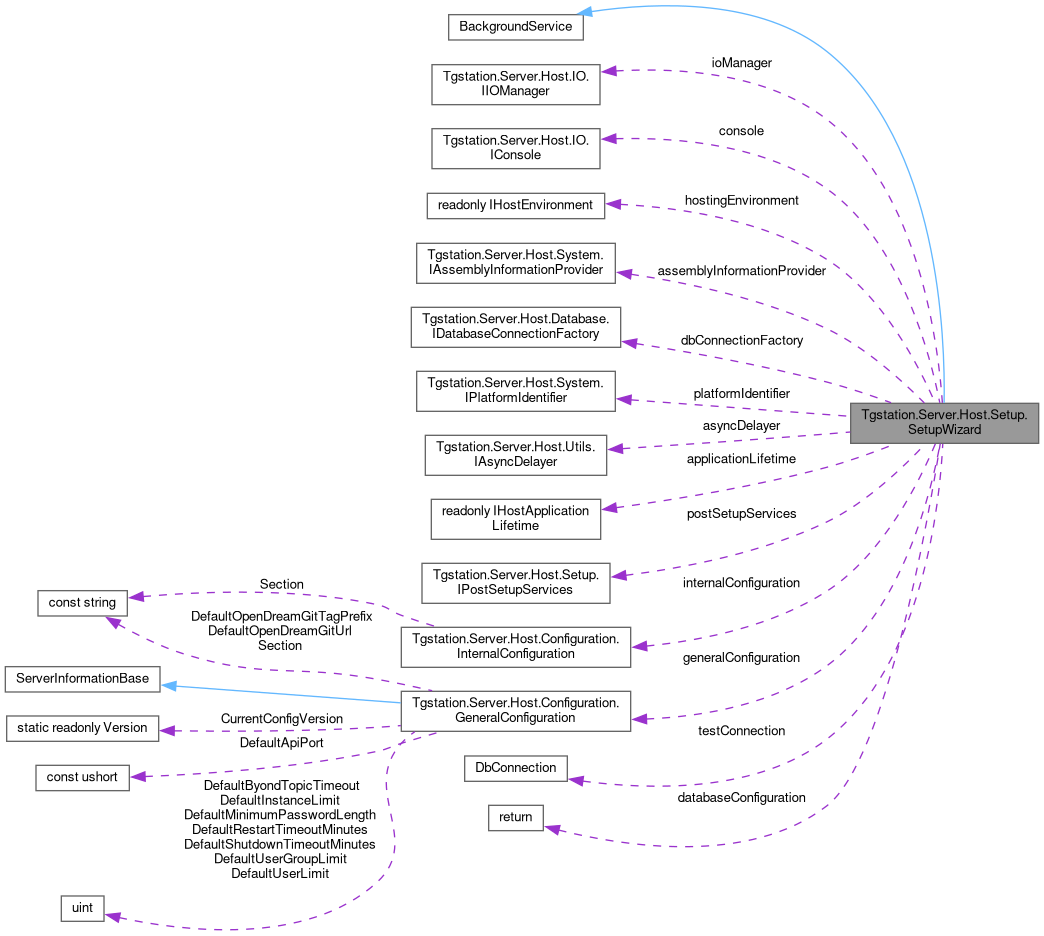 BackgroundService
ioManager
Tgstation.Server.Host.IO.
IIOManager
console
Tgstation.Server.Host.IO.
IConsole
hostingEnvironment
readonly IHostEnvironment
assemblyInformationProvider
Tgstation.Server.Host.System.
IAssemblyInformationProvider
dbConnectionFactory
Tgstation.Server.Host.Database.
IDatabaseConnectionFactory
platformIdentifier
Tgstation.Server.Host.System.
IPlatformIdentifier
Tgstation.Server.Host.Setup.
SetupWizard
asyncDelayer
Tgstation.Server.Host.Utils.
IAsyncDelayer
applicationLifetime
readonly IHostApplication
Lifetime
postSetupServices
Tgstation.Server.Host.Setup.
IPostSetupServices
internalConfiguration
Section
const string
Tgstation.Server.Host.Configuration.
InternalConfiguration
DefaultOpenDreamGitTagPrefix
DefaultOpenDreamGitUrl
Section
generalConfiguration
ServerInformationBase
Tgstation.Server.Host.Configuration.
GeneralConfiguration
CurrentConfigVersion
static readonly Version
DefaultApiPort
const ushort
testConnection
DbConnection
databaseConfiguration
return
DefaultByondTopicTimeout
DefaultInstanceLimit
DefaultMinimumPasswordLength
DefaultRestartTimeoutMinutes
DefaultShutdownTimeoutMinutes
DefaultUserGroupLimit
DefaultUserLimit
uint